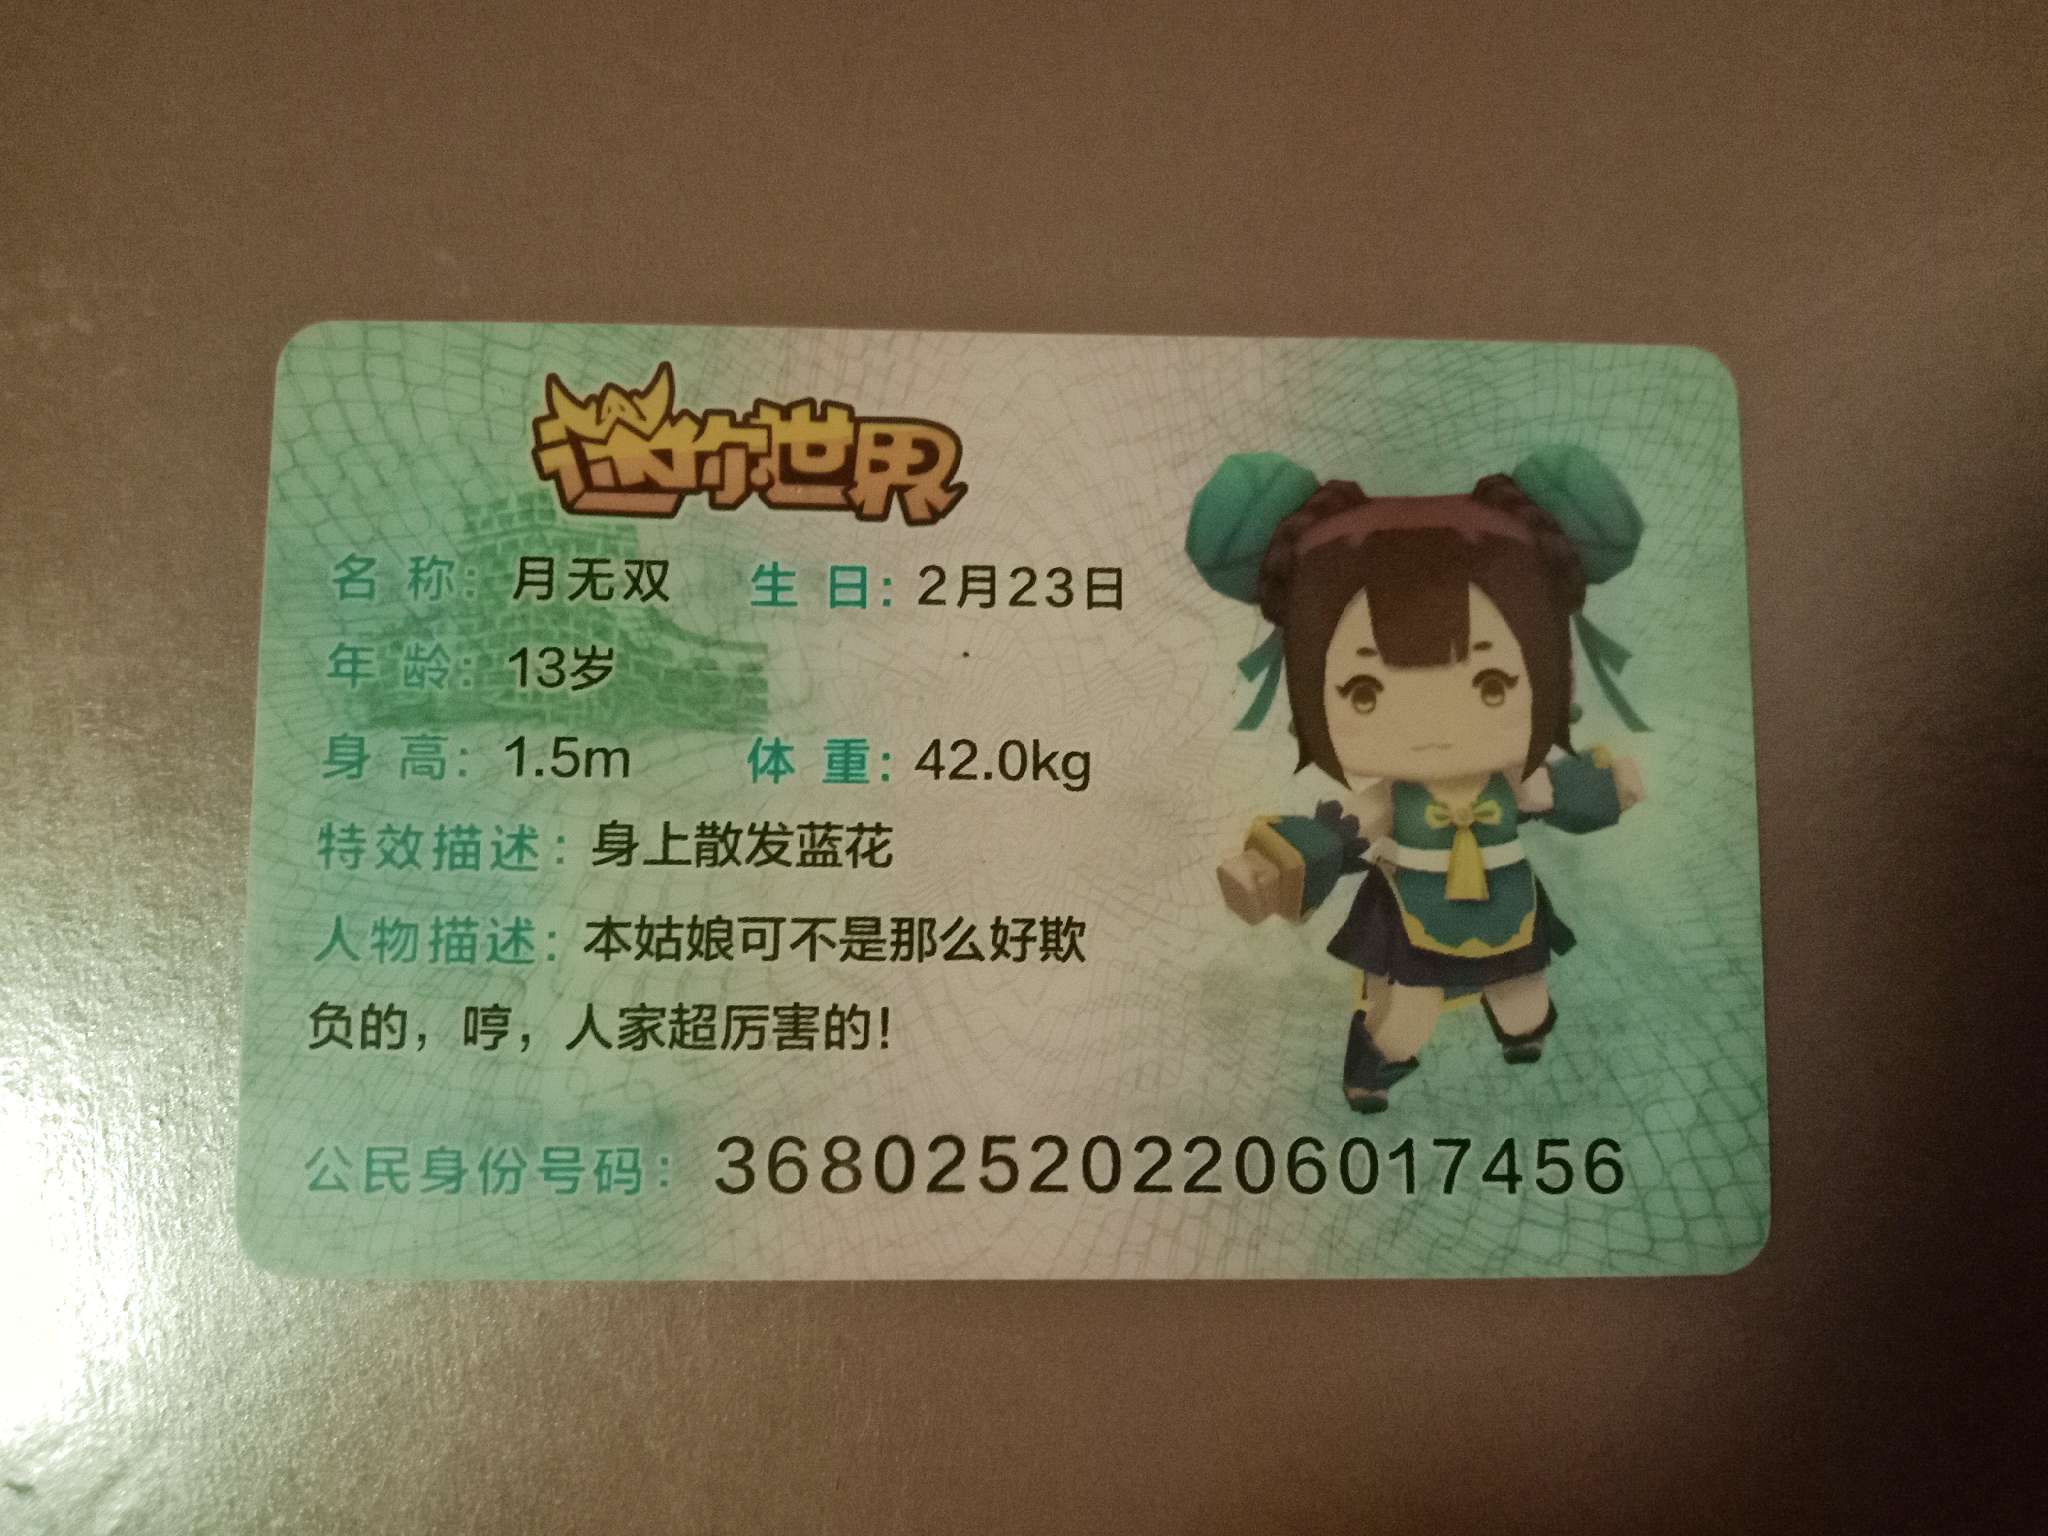 迷你世界
名称：月无双 生日：2月23日
年龄：13岁
身高：1.5m 体重：42.0kg
特效描述：身上散发蓝花
人物描述：本姑娘可不是那么好欺
负的，哼，人家超厉害的！
公民身份号码：368025202206017456